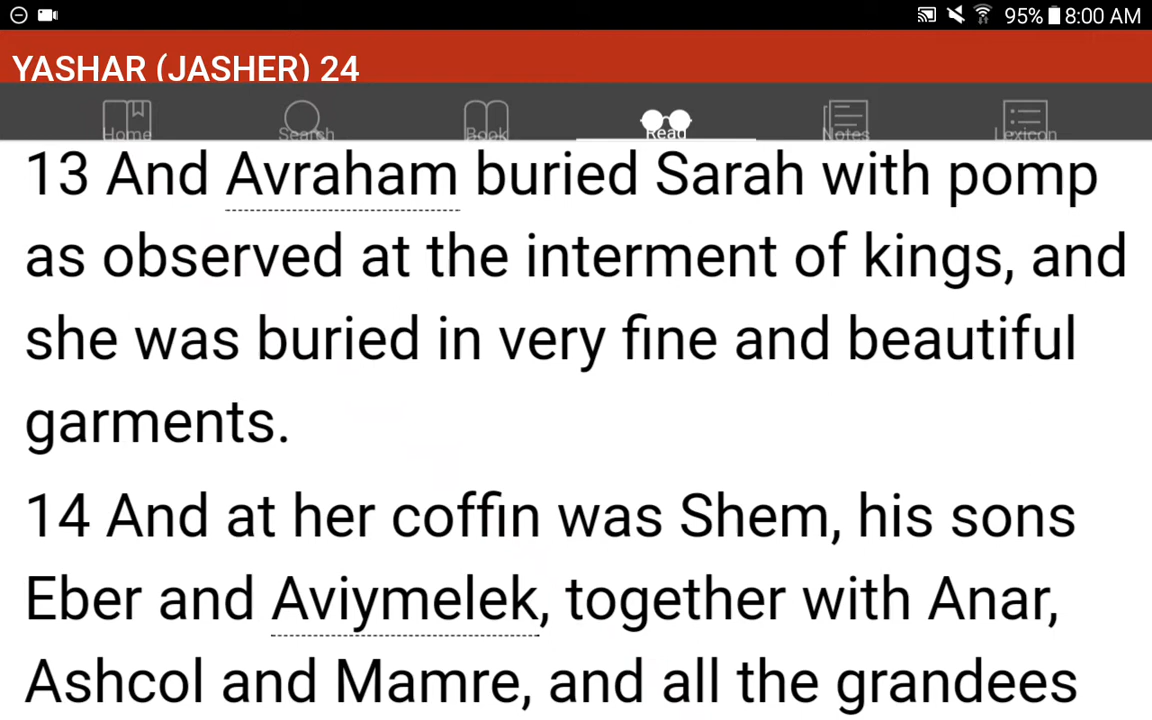 95% 8:00 AM
YASHAR (JASHER) 24
Home Search Book Read Notes Lexicon
13 And Avraham buried Sarah with pomp
as observed at the interment of kings, and
she was buried in very fine and beautiful
garments.
14 And at her coffin was Shem, his sons
Eber and Aviymelek, together with Anar,
Ashcol and Mamre, and all the grandees